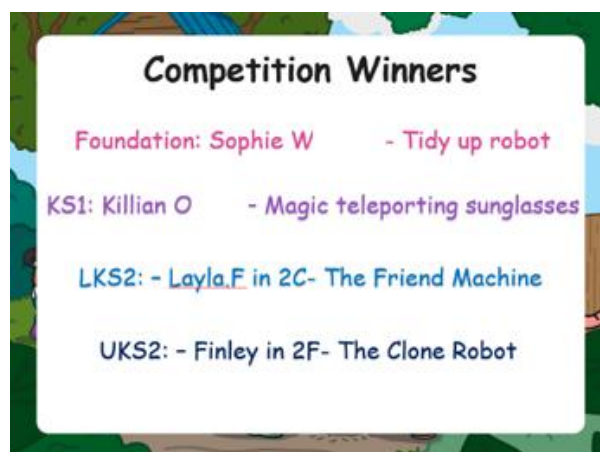 Competition Winners
Foundation: Sophie W - Tidy up robot
KS1: Killian O - Magic teleporting sunglasses
LKS2: - Layla.F in 2C- The Friend Machine
UKS2: - Finley in 2F- The Clone Robot